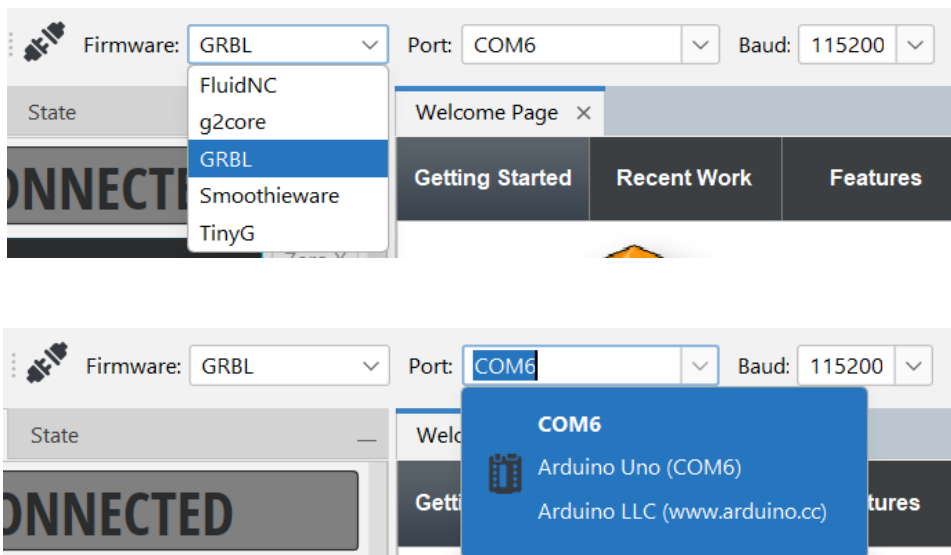 Firmware: GRBL Port: COM6 Baud: 115200
FluidNC
State Welcome Page ×
g2core
GRBL
ONNECTE Getting Started Recent Work Features
Smoothieware
TinyG
Zero X
Firmware: GRBL Port: COM6 Baud: 115200
State Welc
COM6
Arduino Uno (COM6)
ONNECTED Getti tures
Arduino LLC (www.arduino.cc)